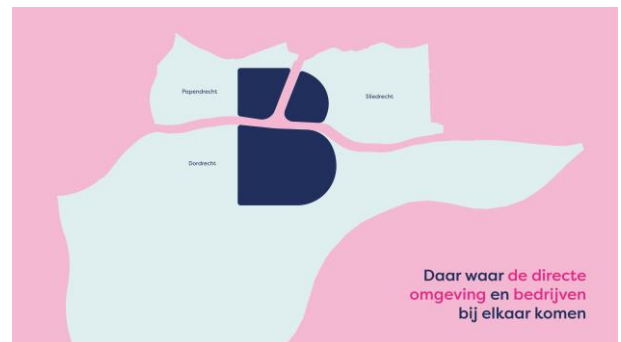 Papendrecht
Sliedrecht
Dordrecht
Daar waar de directe
omgeving en bedrijven
bij elkaar komen